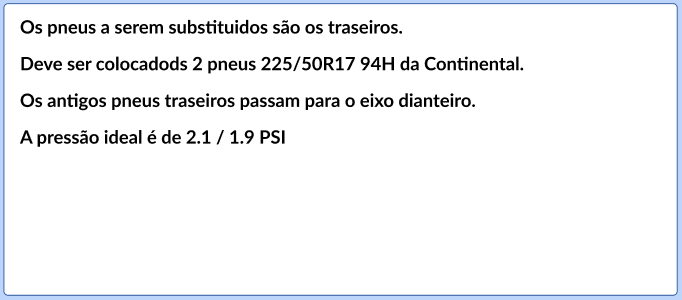 Os pneus a serem substituidos são os traseiros.
Deve ser colocadods 2 pneus 225/50R17 94H da Continental.
Os antigos pneus traseiros passam para o eixo dianteiro.
A pressão ideal é de 2.1 / 1.9 PSI